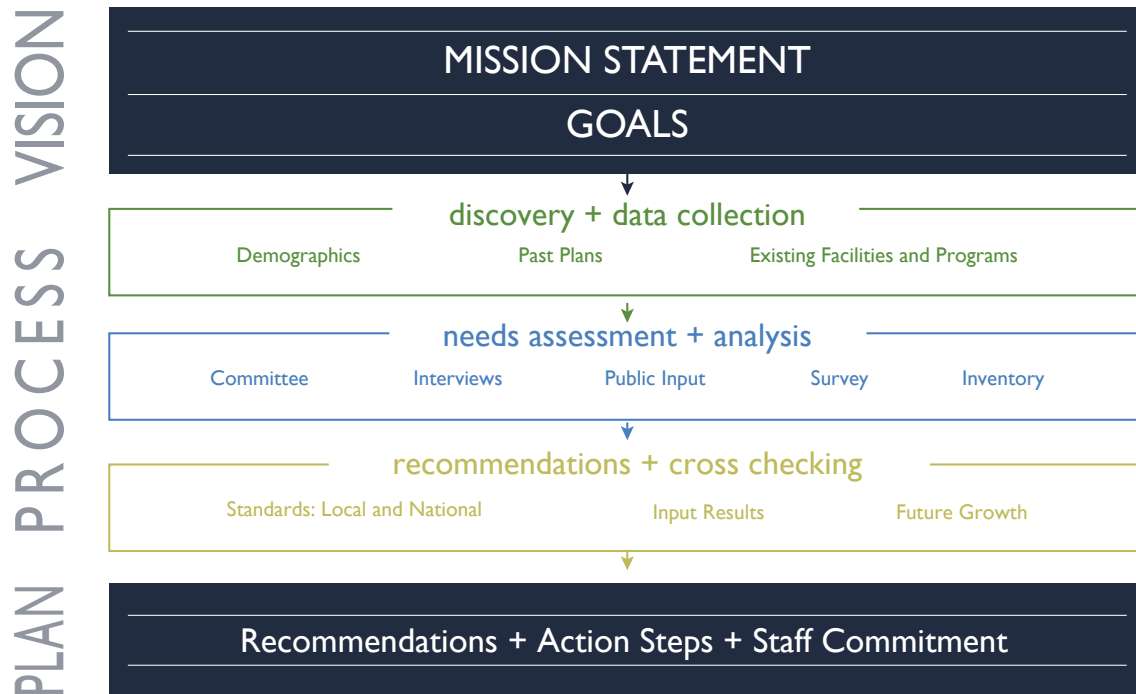 VISION
MISSION STATEMENT
GOALS
PROCESS
discovery + data collection
Demographics Past Plans Existing Facilities and Programs
needs assessment + analysis
Committee Interviews Public Input Survey Inventory
recommendations + cross checking
Standards: Local and National Input Results Future Growth
PLAN
Recommendations + Action Steps + Staff Commitment